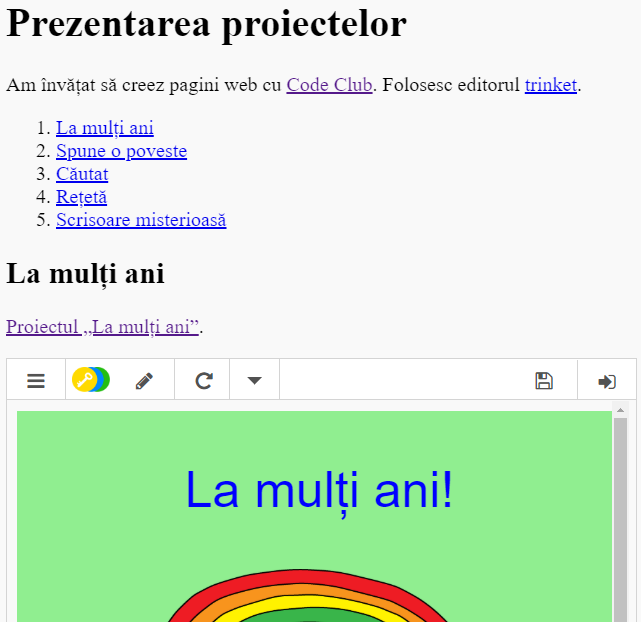 Prezentarea proiectelor
Am învățat să creez pagini web cu Code Club. Folosesc editorul trinket.
1. La mulți ani
2. Spune o poveste
3. Căutat
4. Rețetă
5. Scrisoare misterioasă
La mulți ani
Proiectul „La mulți ani”.
La mulți ani!